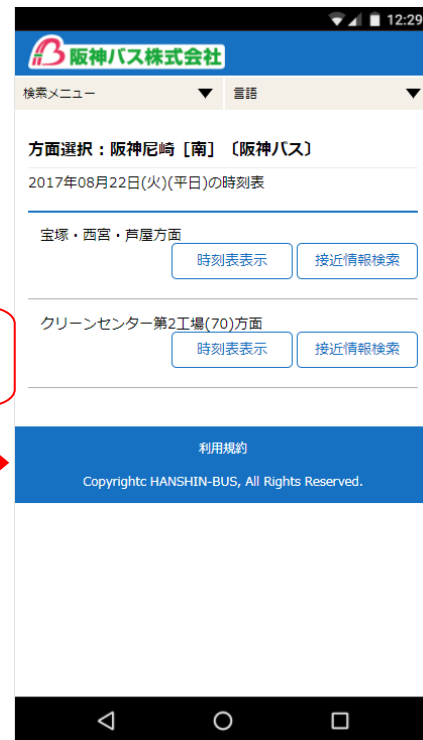 12:29
阪神バス株式会社
検索メニュー ▼ 言語 ▼
方面選択：阪神尼崎［南］〔阪神バス〕
2017年08月22日(火)(平日)の時刻表
宝塚・西宮・芦屋方面
時刻表表示 接近情報検索
クリーンセンター第2工場(70)方面
時刻表表示 接近情報検索
利用規約
Copyrightc HANSHIN-BUS, All Rights Reserved.